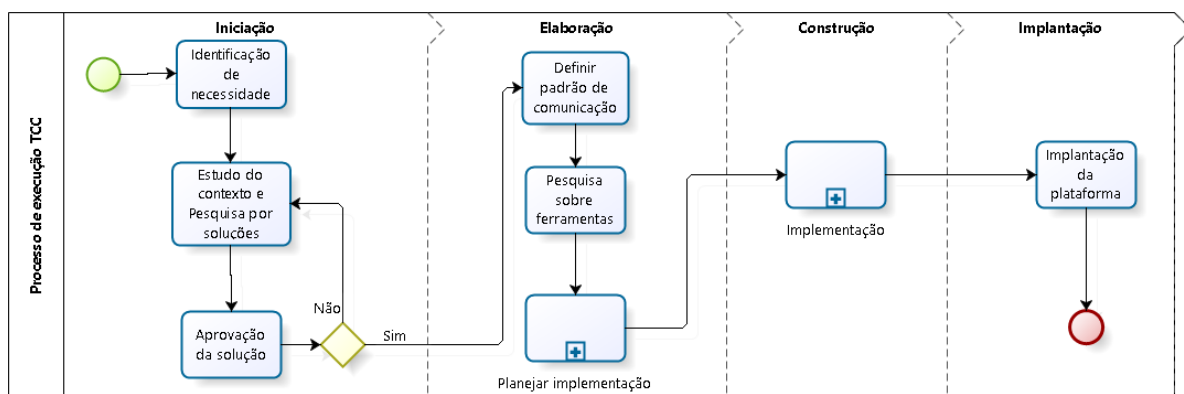 Processo de execução TCC
Iniciação
Elaboração
Construção
Implantação
Identificação
de
necessidade
Estudo do
contexto e
Pesquisa por
soluções
Aprovação
da solução
Não
Sim
Definir
padrão de
comunicação
Pesquisa
sobre
ferramentas
Planejar implementação
Implementação
Implantação
da
plataforma